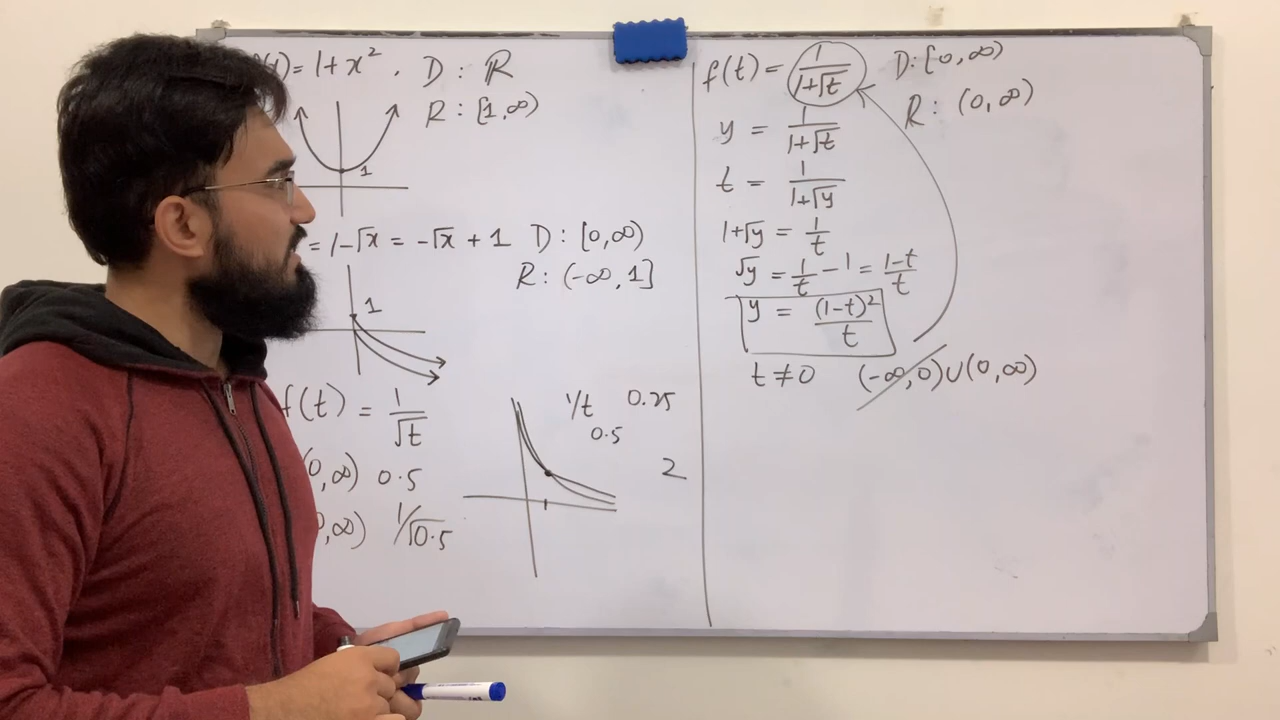 f(x) = 1+x². D : ℝ
R : [1,∞)
1
= 1-√x = -√x + 1 D : [0,∞)
R : (-∞,1]
1
f(t) = 1/√t
(0,∞) 0.5
0,∞) 1/√0.5
1/t 0.25
0.5
2
f(t) = 1/(1+√t) D:[0,∞)
R: (0,∞)
y = 1/(1+√t)
t = 1/(1+√y)
1+√y = 1/t
√y = 1/t - 1 = (1-t)/t
y = (1-t)²/t
t ≠ 0 (-∞,0)∪(0,∞)